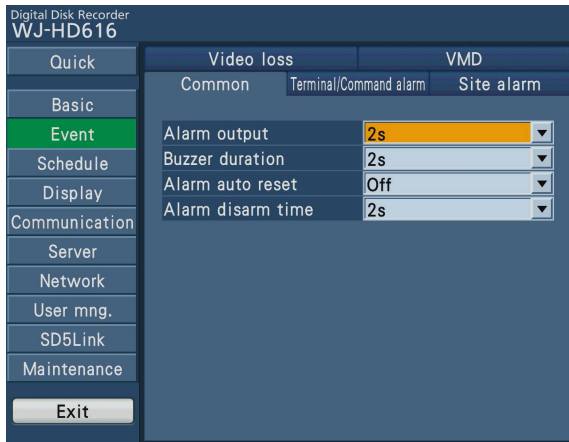 Digital Disk Recorder
WJ-HD616
Quick
Basic
Event
Schedule
Display
Communication
Server
Network
User mng.
SD5Link
Maintenance
Exit
Video loss VMD
Common Terminal/Command alarm Site alarm
Alarm output 2s
Buzzer duration 2s
Alarm auto reset Off
Alarm disarm time 2s